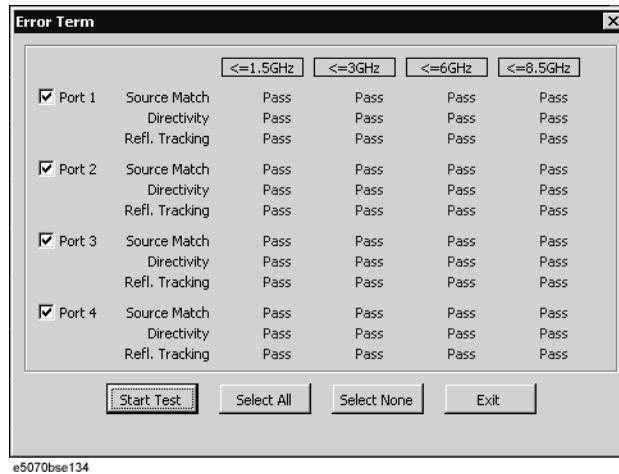 Error Term
<=1.5GHz <=3GHz <=6GHz <=8.5GHz
Port 1 Source Match Pass Pass Pass Pass
Directivity Pass Pass Pass Pass
Refl. Tracking Pass Pass Pass Pass
Port 2 Source Match Pass Pass Pass Pass
Directivity Pass Pass Pass Pass
Refl. Tracking Pass Pass Pass Pass
Port 3 Source Match Pass Pass Pass Pass
Directivity Pass Pass Pass Pass
Refl. Tracking Pass Pass Pass Pass
Port 4 Source Match Pass Pass Pass Pass
Directivity Pass Pass Pass Pass
Refl. Tracking Pass Pass Pass Pass
Start Test Select All Select None Exit
e5070bse134